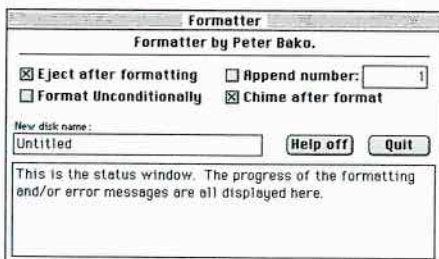 Formatter
Formatter by Peter Bako.
Eject after formatting
Append number: 1
Format Unconditionally
Chime after format
New disk name:
Untitled
Help off
Quit
This is the status window. The progress of the formatting
and/or error messages are all displayed here.